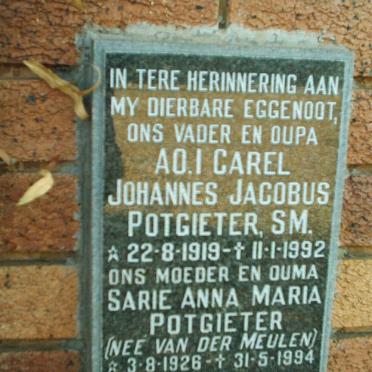 IN TERE HERINNERING AAN
MY DIERBARE EGGENOOT,
ONS VADER EN OUPA
AO.I CAREL
JOHANNES JACOBUS
POTGIETER, SM.
☆ 22-8-1919-✝ 11-1-1992
ONS MOEDER EN OUMA
SARIE ANNA MARIA
POTGIETER
(NEE VAN DER MEULEN)
☆ 3-8-1926-✝ 31-5-1994